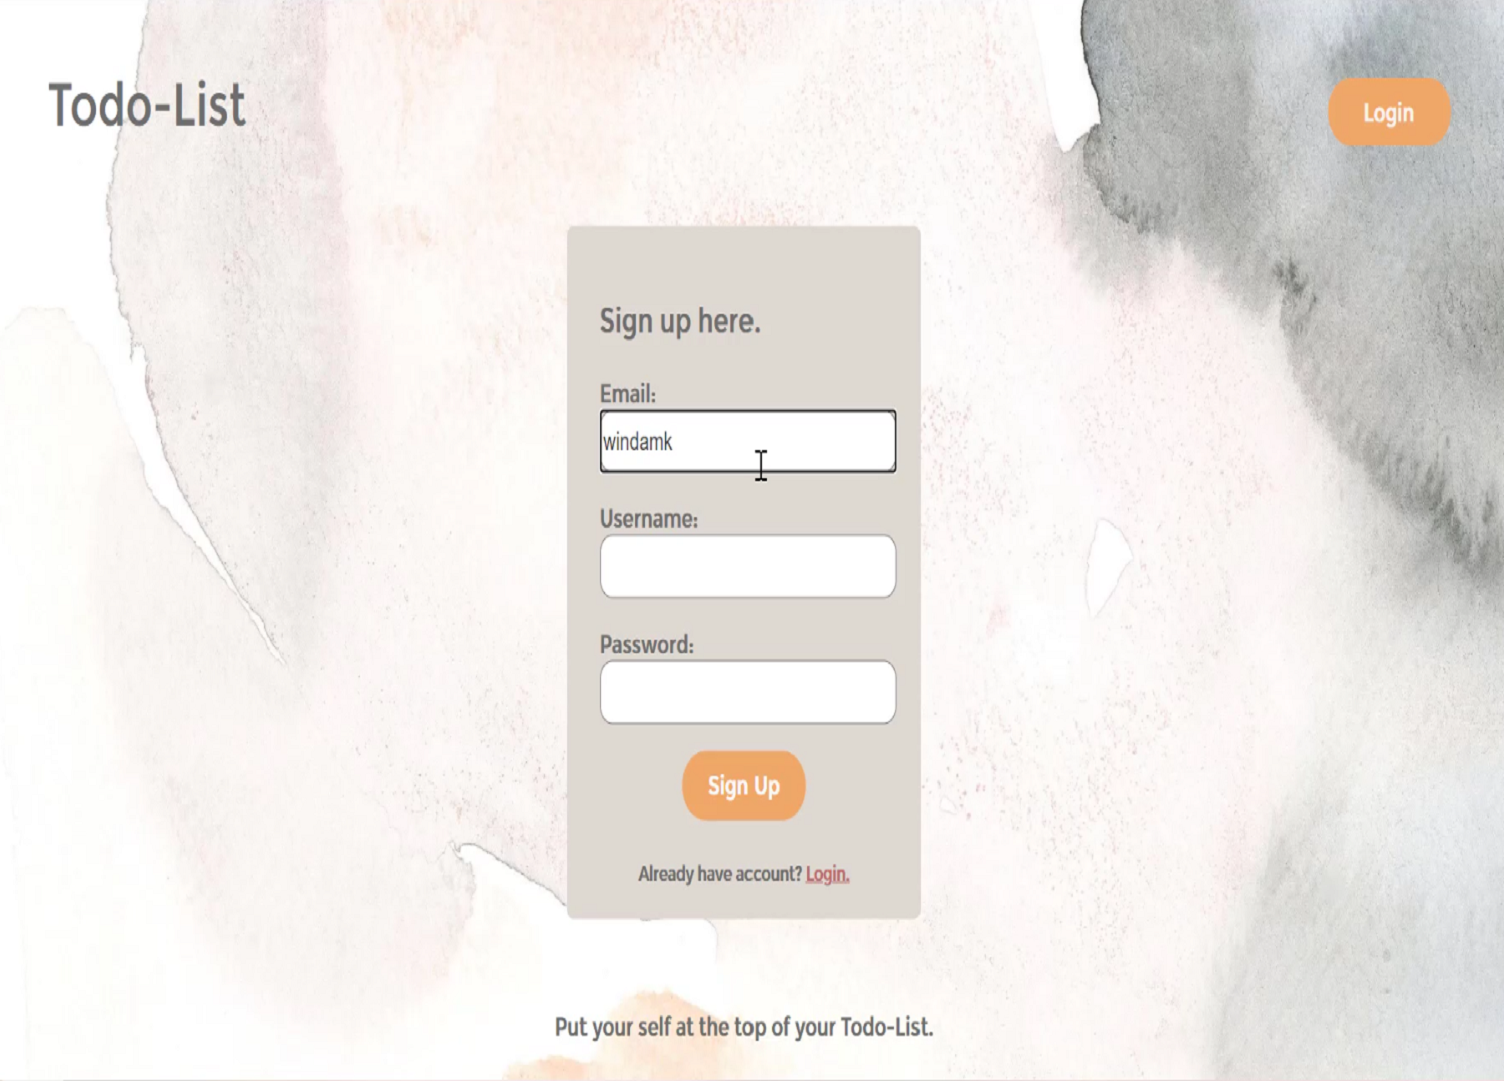 Todo-List
Login
Sign up here.
Email:
windamk
Username:
Password:
Sign Up
Already have account? Login.
Put your self at the top of your Todo-List.